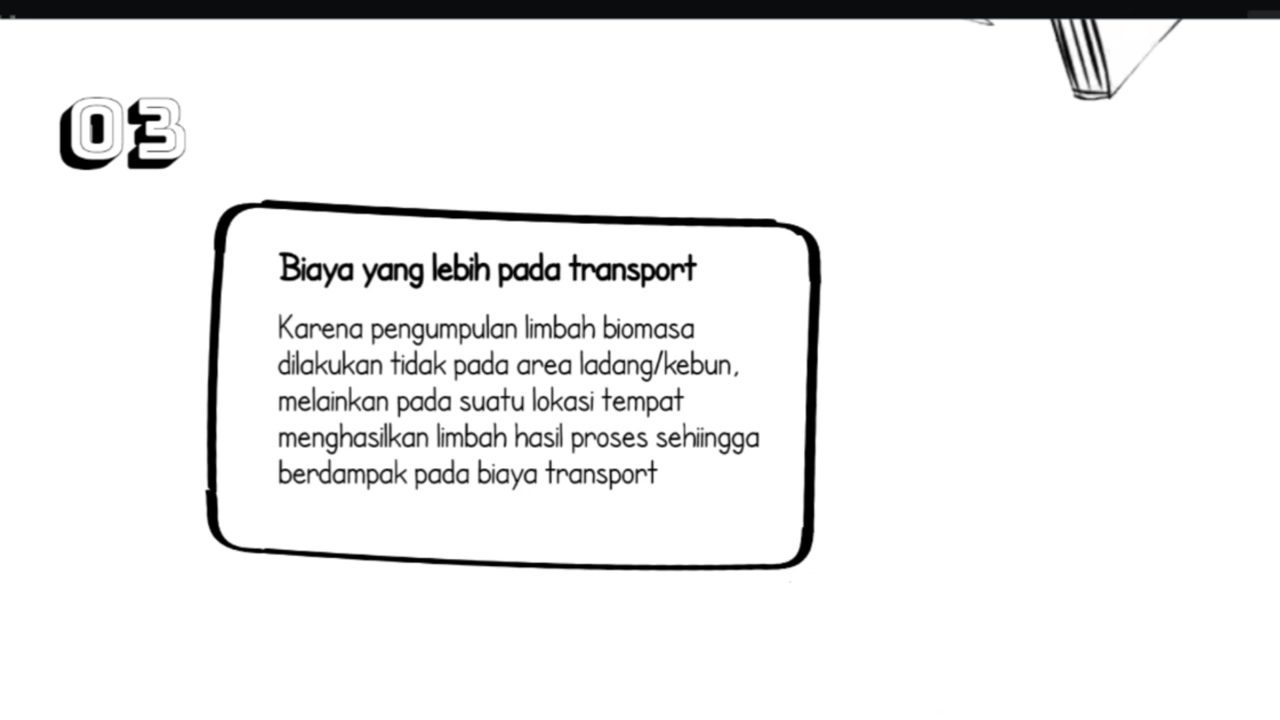 03
Biaya yang lebih pada transport
Karena pengumpulan limbah biomasa
dilakukan tidak pada area ladang/kebun,
melainkan pada suatu lokasi tempat
menghasilkan limbah hasil proses sehiingga
berdampak pada biaya transport